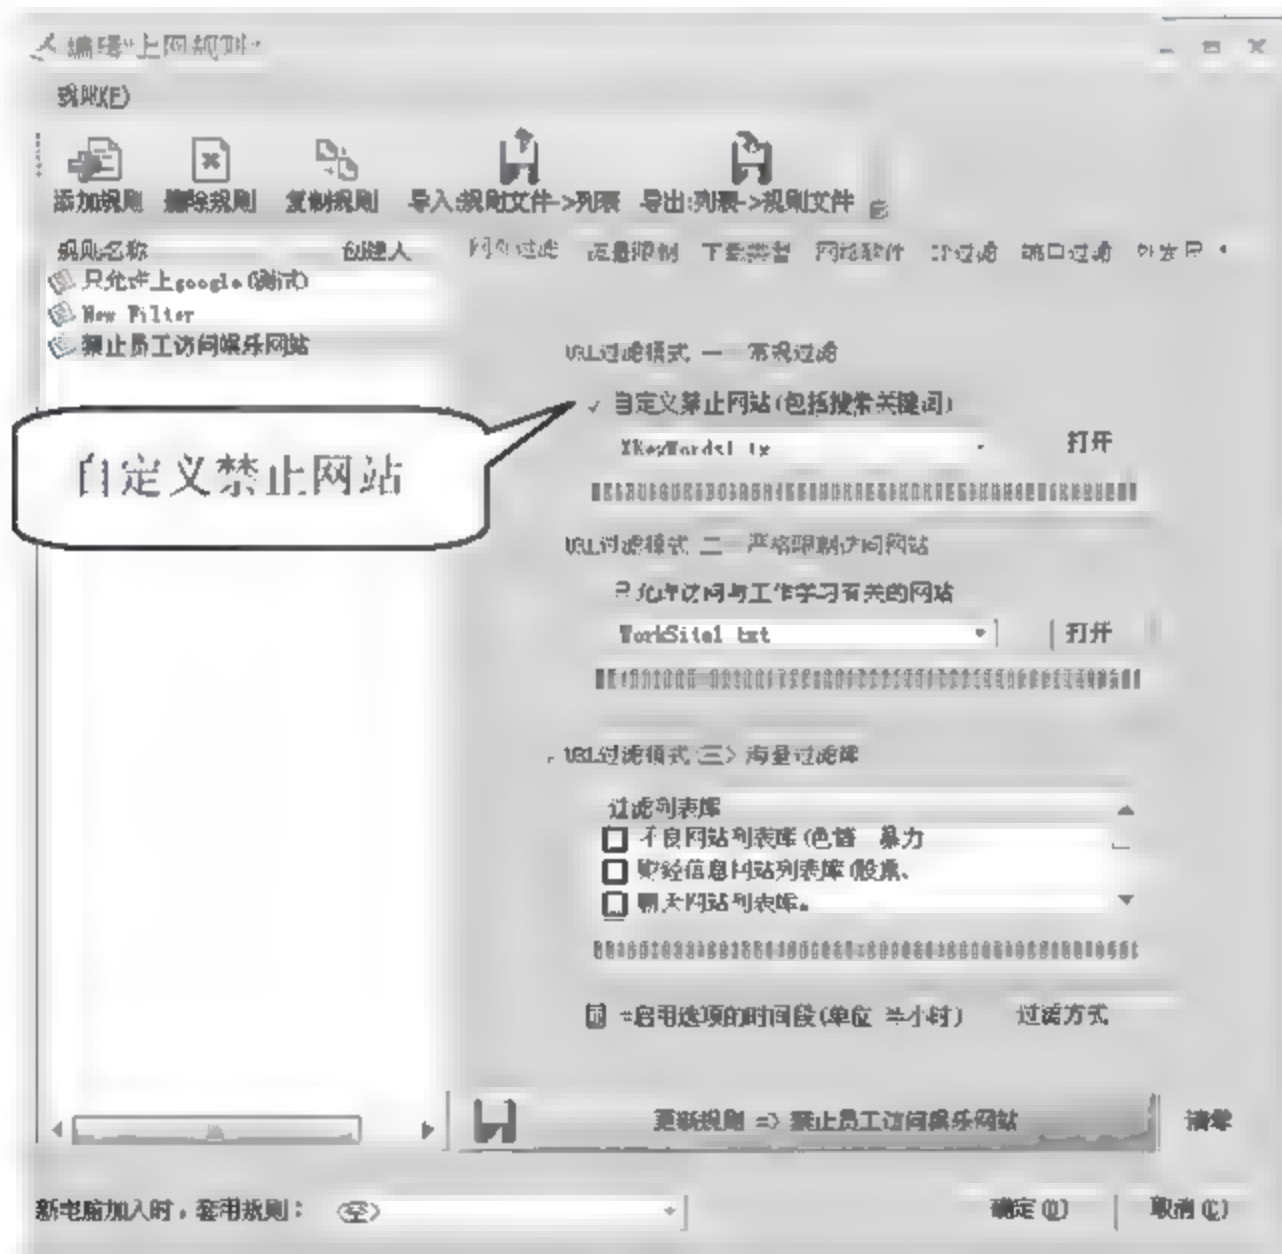 编辑"上网规则"
规则(F)
添加规则 删除规则 复制规则 导入:规则文件->列表 导出:列表->规则文件
规则名称 创建人 网络过滤 流量限制 下载类型 网络软件 IP过滤 端口过滤
只允许上google(测试)
New Filter
禁止员工访问娱乐网站
URL过滤模式 一 常规过滤
自定义禁止网站(包括搜索关键词)
XKeyWords1 tx 打开
自定义禁止网站
URL过滤模式 二 严格限制访问网站
只允许访问与工作学习有关的网站
WorkSite1 txt 打开
URL过滤模式 三> 海量过滤库
过滤列表库
不良网站列表库(色情 暴力
财经信息网站列表库(股票、
聊天网站列表库。
启用选项的时间段(单位 半小时) 过滤方式
更新规则 => 禁止员工访问娱乐网站 清零
新电脑加入时,套用规则: <空> 确定(O) 取消(C)